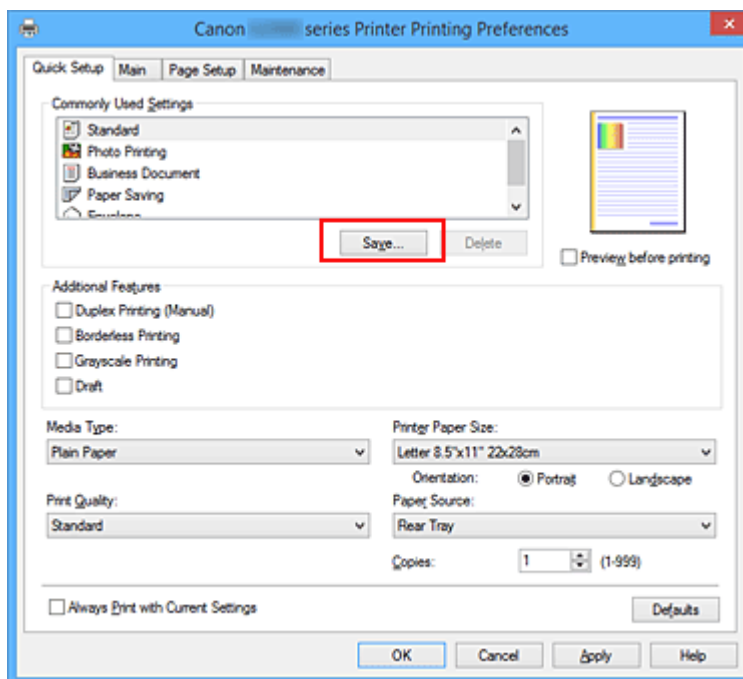 Canon series Printer Printing Preferences
Quick Setup Main Page Setup Maintenance
Commonly Used Settings
Standard
Photo Printing
Business Document
Paper Saving
Envelope
Save... Delete
Preview before printing
Additional Features
Duplex Printing (Manual)
Borderless Printing
Grayscale Printing
Draft
Media Type: Printer Paper Size:
Plain Paper Letter 8.5"x11" 22x28cm
Orientation: Portrait Landscape
Print Quality: Paper Source:
Standard Rear Tray
Copies: 1 (1-999)
Always Print with Current Settings Defaults
OK Cancel Apply Help